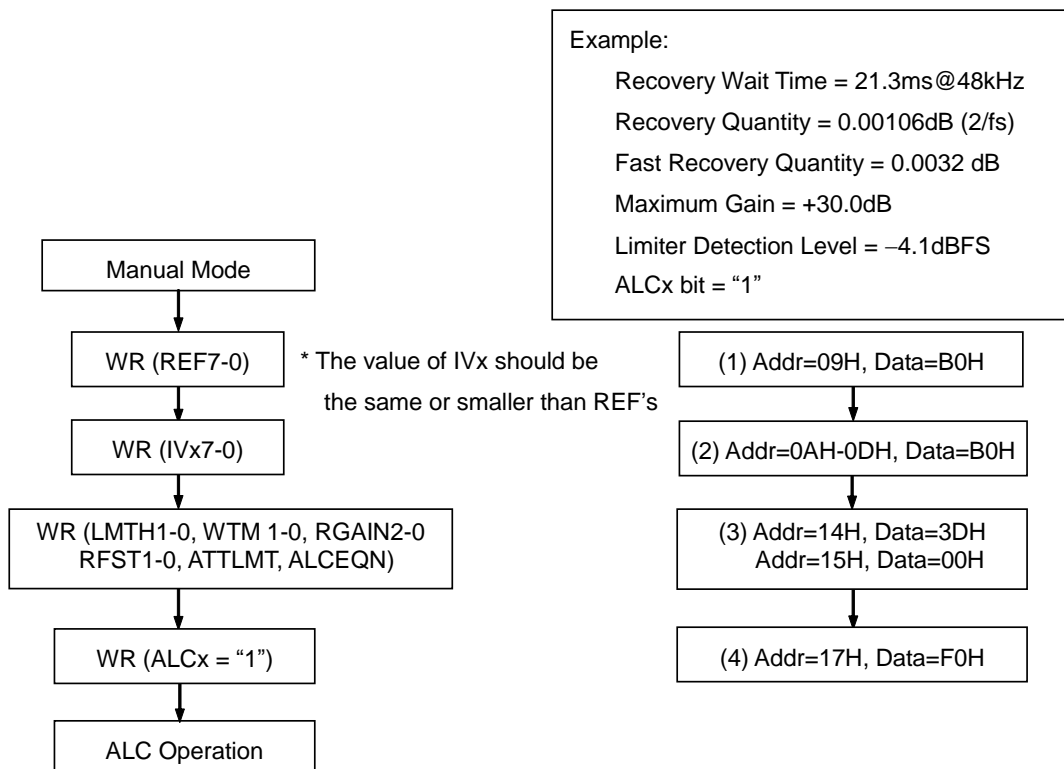 Example:
Recovery Wait Time = 21.3ms@48kHz
Recovery Quantity = 0.00106dB (2/fs)
Fast Recovery Quantity = 0.0032 dB
Maximum Gain = +30.0dB
Limiter Detection Level = −4.1dBFS
ALCx bit = “1”
Manual Mode
WR (REF7-0)
* The value of IVx should be
the same or smaller than REF’s
WR (IVx7-0)
WR (LMTH1-0, WTM 1-0, RGAIN2-0
RFST1-0, ATTLMT, ALCEQN)
WR (ALCx = “1”)
ALC Operation
(1) Addr=09H, Data=B0H
(2) Addr=0AH-0DH, Data=B0H
(3) Addr=14H, Data=3DH
Addr=15H, Data=00H
(4) Addr=17H, Data=F0H